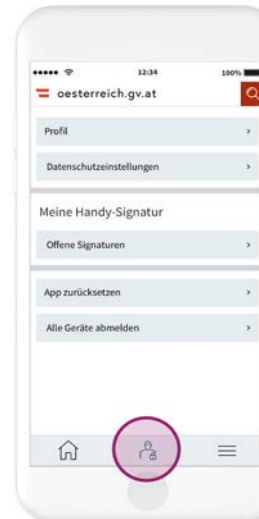 12:34
100%
oesterreich.gv.at
Profil
Datenschutzeinstellungen
Meine Handy-Signatur
Offene Signaturen
App zurücksetzen
Alle Geräte abmelden